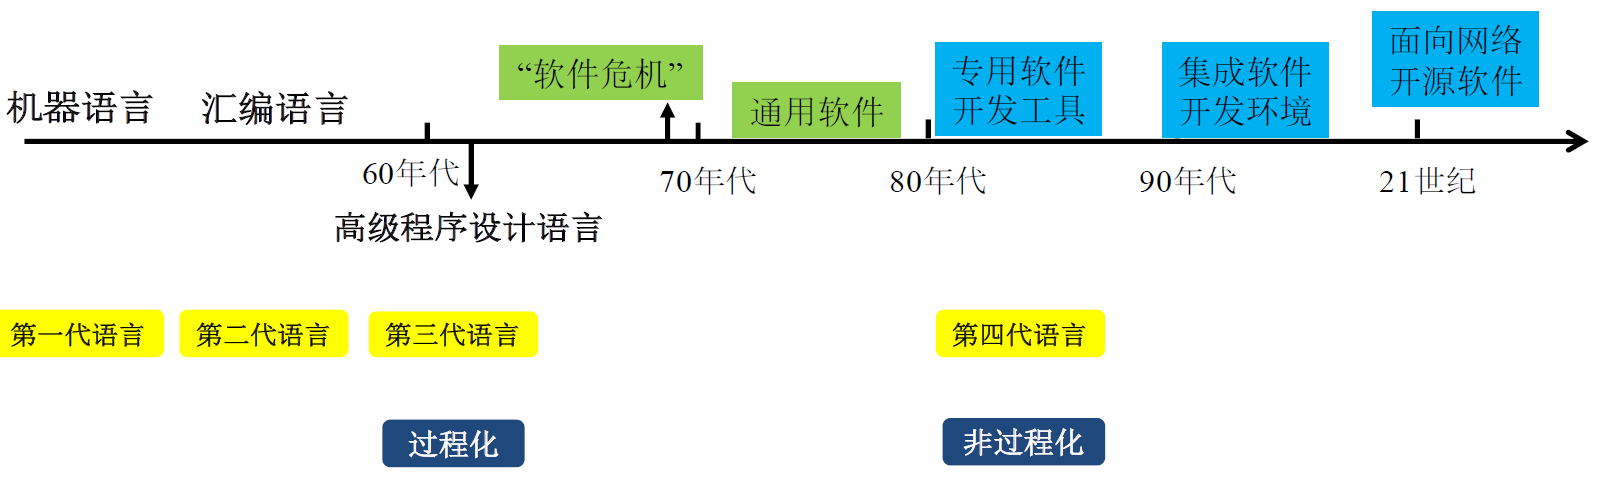 机器语言
汇编语言
“软件危机”
通用软件
专用软件
开发工具
集成软件
开发环境
面向网络
开源软件
60年代
70年代
80年代
90年代
21世纪
高级程序设计语言
第一代语言
第二代语言
第三代语言
第四代语言
过程化
非过程化